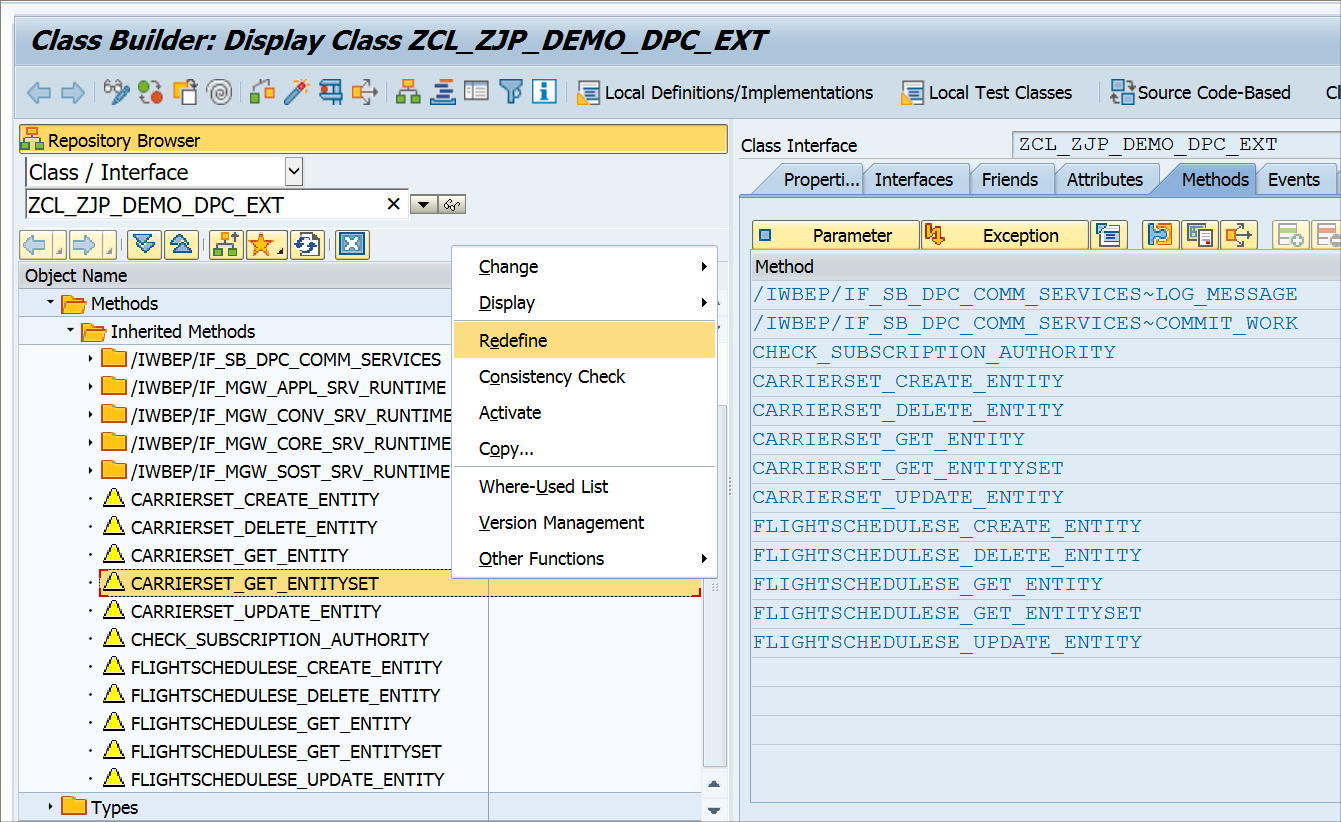 Class Builder: Display Class ZCL_ZJP_DEMO_DPC_EXT
Local Definitions/Implementations
Local Test Classes
Source Code-Based
Repository Browser
Class / Interface
ZCL_ZJP_DEMO_DPC_EXT
Object Name
Methods
Inherited Methods
/IWBEP/IF_SB_DPC_COMM_SERVICES
/IWBEP/IF_MGW_APPL_SRV_RUNTIME
/IWBEP/IF_MGW_CONV_SRV_RUNTIME
/IWBEP/IF_MGW_CORE_SRV_RUNTIME
/IWBEP/IF_MGW_SOST_SRV_RUNTIME
CARRIERSET_CREATE_ENTITY
CARRIERSET_DELETE_ENTITY
CARRIERSET_GET_ENTITY
CARRIERSET_GET_ENTITYSET
CARRIERSET_UPDATE_ENTITY
CHECK_SUBSCRIPTION_AUTHORITY
FLIGHTSCHEDULESE_CREATE_ENTITY
FLIGHTSCHEDULESE_DELETE_ENTITY
FLIGHTSCHEDULESE_GET_ENTITY
FLIGHTSCHEDULESE_GET_ENTITYSET
FLIGHTSCHEDULESE_UPDATE_ENTITY
Types
Change
Display
Redefine
Consistency Check
Activate
Copy...
Where-Used List
Version Management
Other Functions
Class Interface
ZCL_ZJP_DEMO_DPC_EXT
Properti...
Interfaces
Friends
Attributes
Methods
Events
Parameter
Exception
Method
/IWBEP/IF_SB_DPC_COMM_SERVICES~LOG_MESSAGE
/IWBEP/IF_SB_DPC_COMM_SERVICES~COMMIT_WORK
CHECK_SUBSCRIPTION_AUTHORITY
CARRIERSET_CREATE_ENTITY
CARRIERSET_DELETE_ENTITY
CARRIERSET_GET_ENTITY
CARRIERSET_GET_ENTITYSET
CARRIERSET_UPDATE_ENTITY
FLIGHTSCHEDULESE_CREATE_ENTITY
FLIGHTSCHEDULESE_DELETE_ENTITY
FLIGHTSCHEDULESE_GET_ENTITY
FLIGHTSCHEDULESE_GET_ENTITYSET
FLIGHTSCHEDULESE_UPDATE_ENTITY